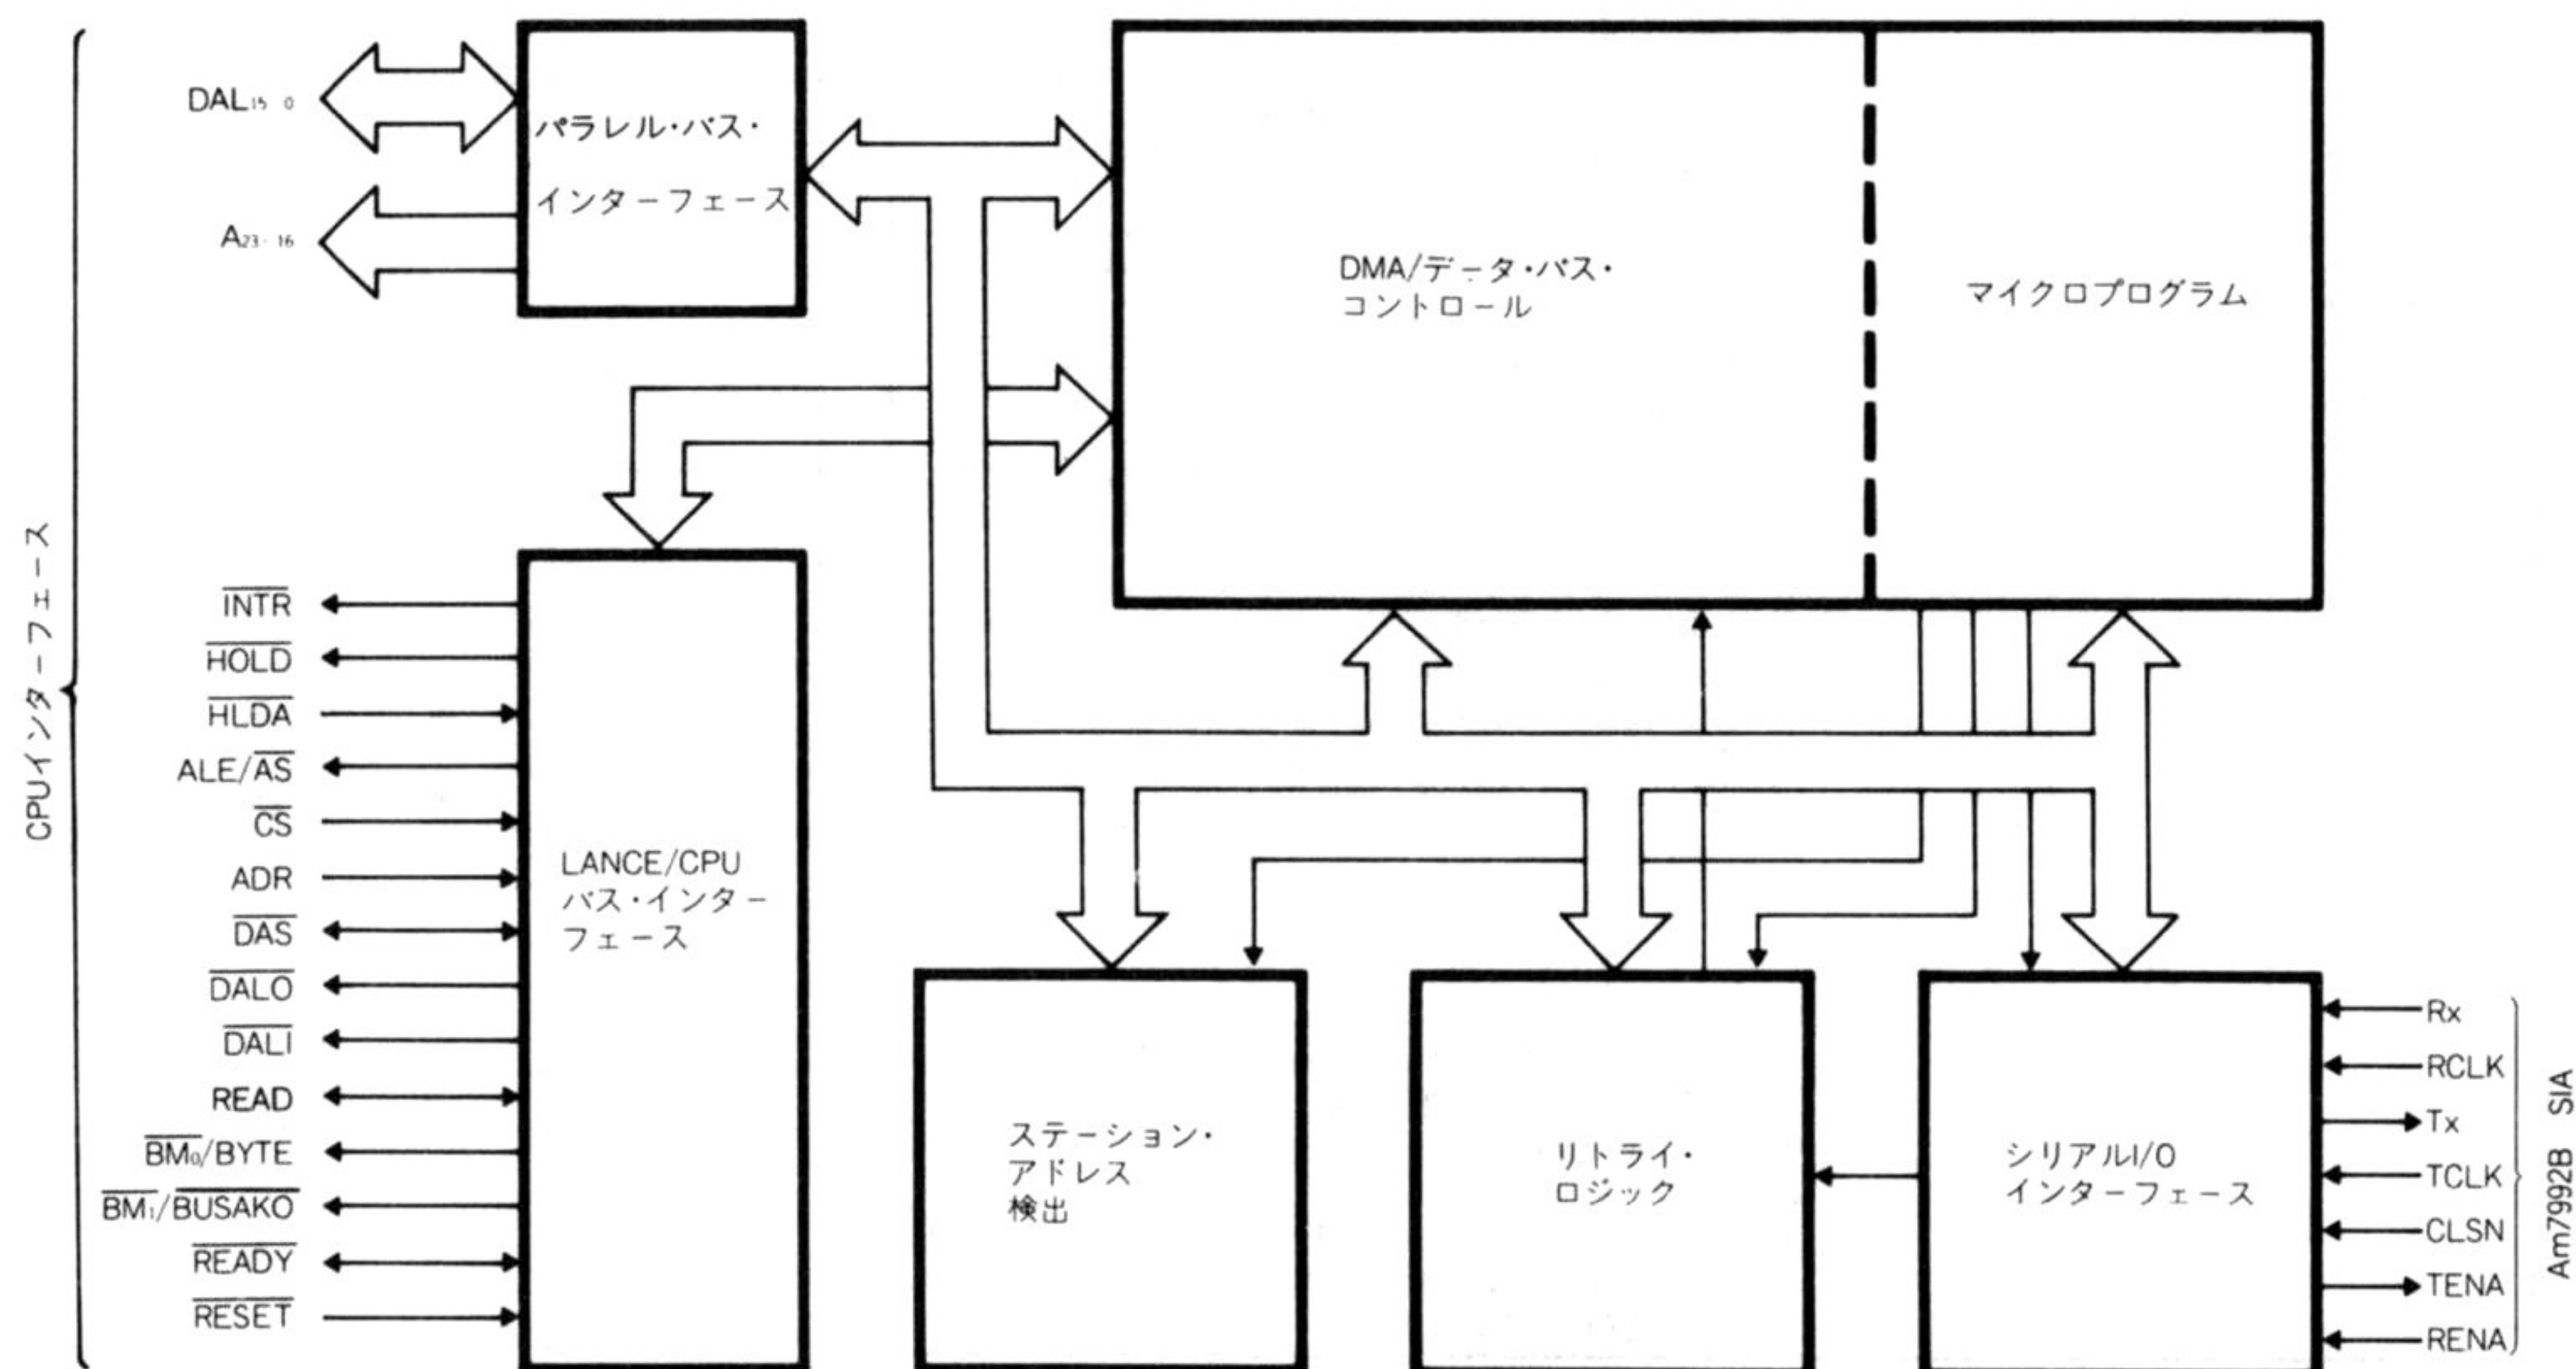 CPUインターフェース
DAL15 0
A23-16
パラレル・バス・
インターフェース
DMA/データ・バス・
コントロール
マイクロプログラム
INTR
HOLD
HLDA
ALE/AS
CS
ADR
DAS
DALO
DALI
READ
BM0/BYTE
BM1/BUSAKO
READY
RESET
LANCE/CPU
バス・インター
フェース
ステーション・
アドレス
検出
リトライ・
ロジック
シリアルI/O
インターフェース
Rx
RCLK
Tx
TCLK
CLSN
TENA
RENA
Am7992B SIA